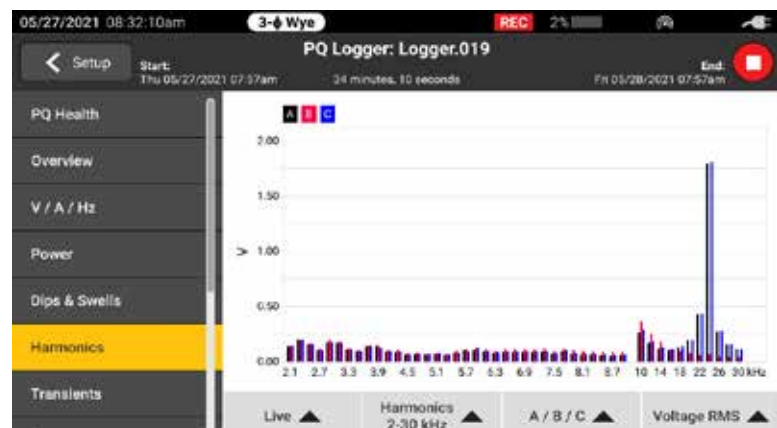 05/27/2021 08:32:10am 3-ϕ Wye REC 2%
Setup
PQ Logger: Logger.019
Start: End:
Thu 05/27/2021 07:57am 34 minutes, 10 seconds Fri 05/28/2021 07:57am
PQ Health
Overview
V / A / Hz
Power
Dips & Swells
Harmonics
Transients
A B C
2.00
1.50
1.00
0.50
0.00
V
2.1 2.7 3.3 3.9 4.5 5.1 5.7 6.3 6.9 7.5 8.1 8.7 10 14 18 22 26 30 kHz
Live
Harmonics
2-30 kHz
A / B / C
Voltage RMS